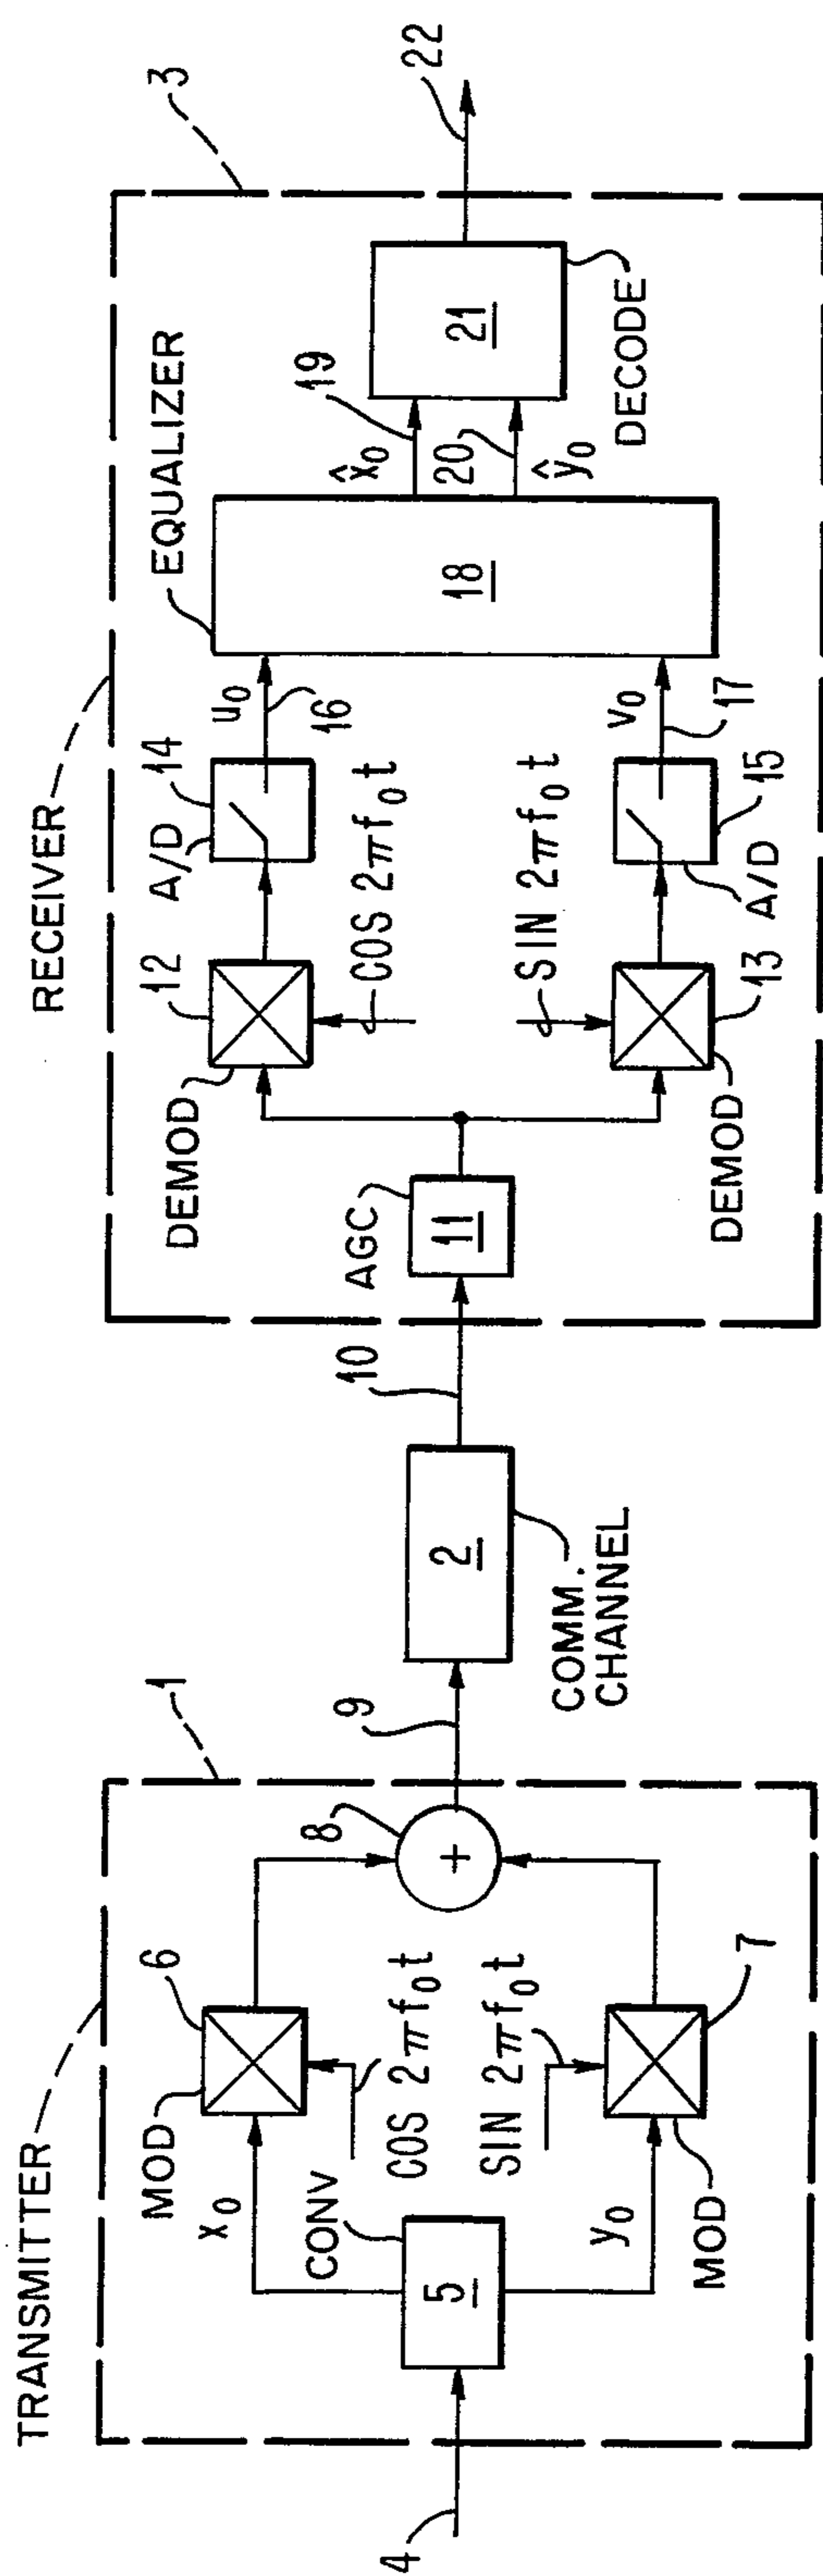 TRANSMITTER
1
4
CONV
5
x₀
y₀
MOD
6
COS 2πf₀t
SIN 2πf₀t
MOD
7
8
+
9
2
COMM.
CHANNEL
10
RECEIVER
3
AGC
11
DEMOD
12
COS 2πf₀t
SIN 2πf₀t
DEMOD
13
A/D
14
A/D
15
u₀
16
v₀
17
EQUALIZER
18
x̂₀
19
20
ŷ₀
21
DECODE
22